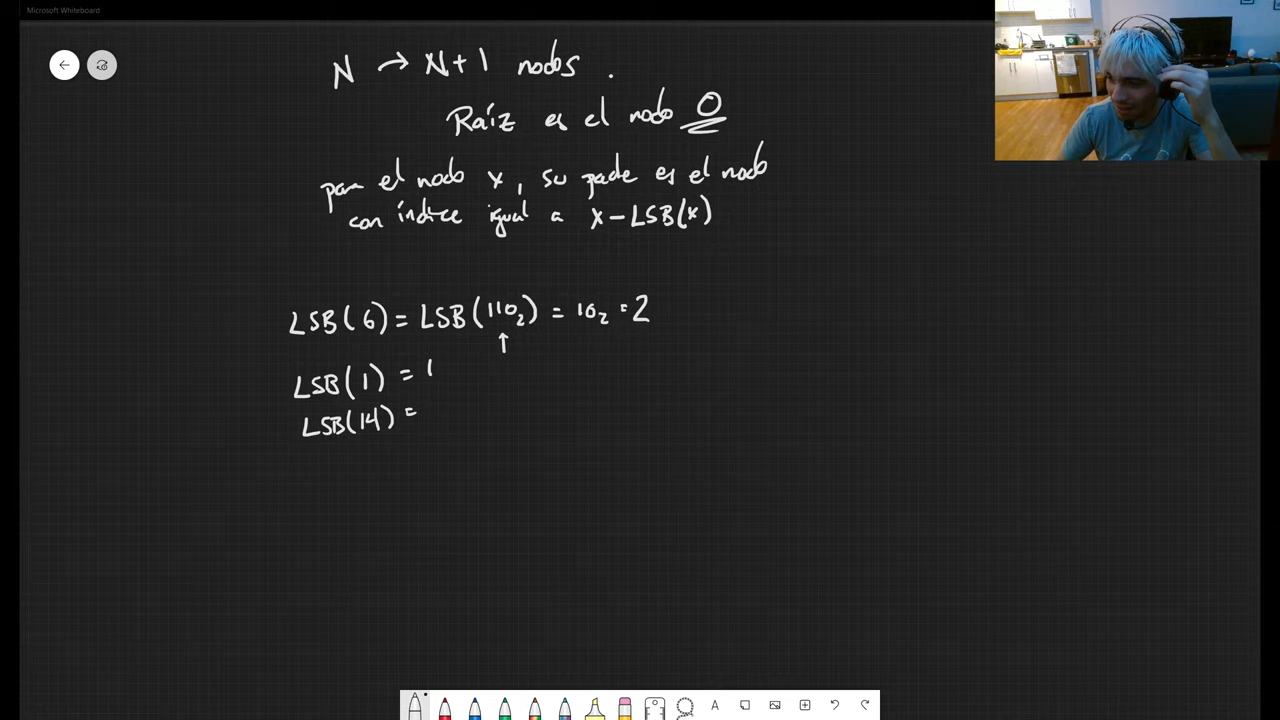 Microsoft Whiteboard
N → N+1 nodos.
Raíz es el nodo 0
para el nodo x, su padre es el nodo
con índice igual a x-LSB(x)
LSB(6) = LSB(110₂) = 10₂ = 2
LSB(1) = 1
LSB(14) =
A